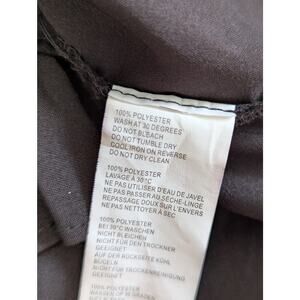 100% POLYESTER
WASH AT 30 DEGREES
DO NOT BLEACH
DO NOT TUMBLE DRY
COOL IRON ON REVERSE
DO NOT DRY CLEAN
100% POLYESTER
LAVAGE À 30°C
NE PAS UTILISER D'EAU DE JAVEL
NE PAS UTILISER AU SÈCHE-LINGE
REPASSAGE DOUX SUR L'ENVERS
NE PAS NETTOYER À SEC
100% POLYESTER
BEI 30°C WASCHEN
NICHT BLEICHEN
NICHT FÜR DEN TROCKNER
GEEIGNET
AUF DER RÜCKSEITE KÜHL
BÜGELN
NICHT FÜR TROCKENREINIGUNG
GEEIGNET
100% POLYESTER